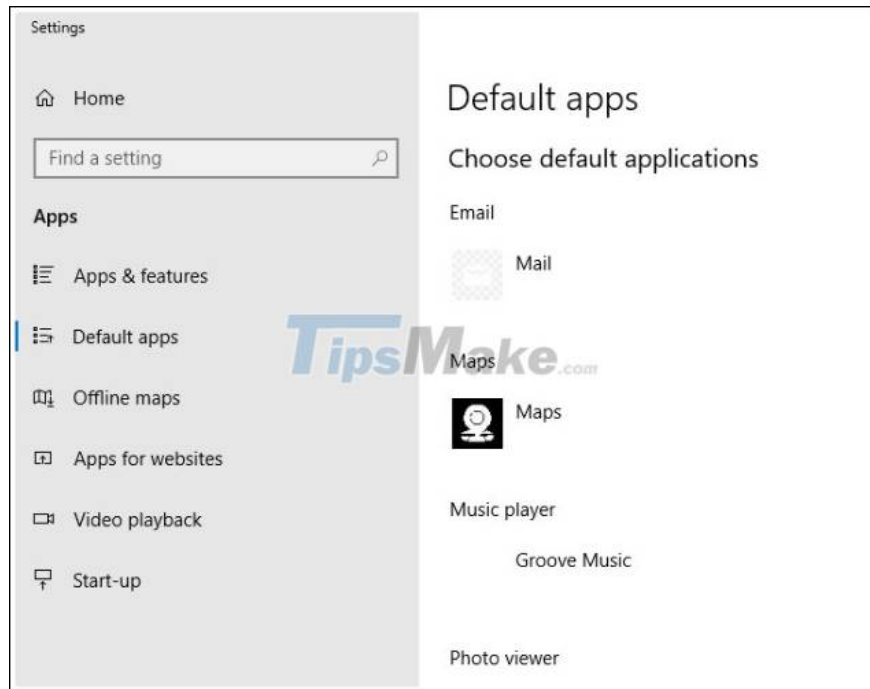 Settings
Home
Find a setting
Apps
Apps & features
Default apps
Offline maps
Apps for websites
Video playback
Start-up
Default apps
Choose default applications
Email
Mail
Maps
Maps
Music player
Groove Music
Photo viewer
TipsMake.com